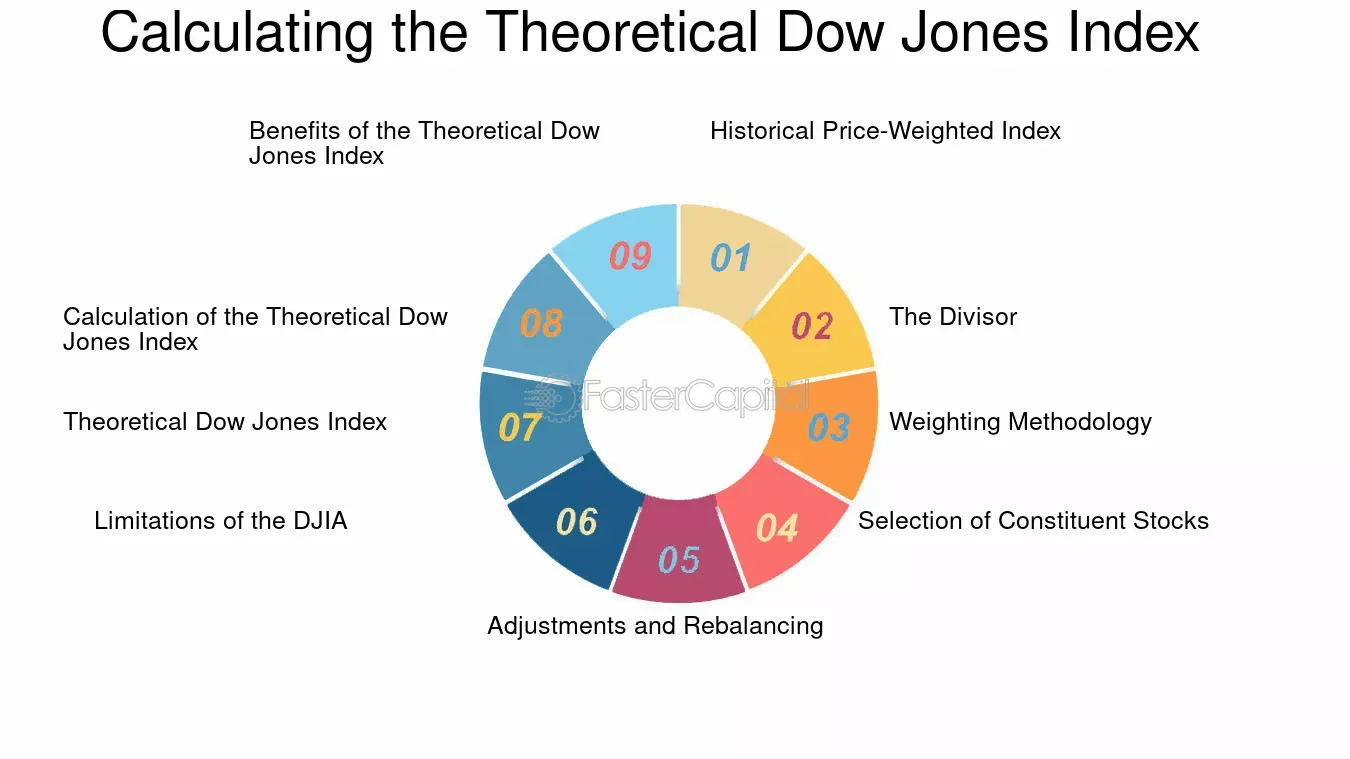 Calculating the Theoretical Dow Jones Index
Benefits of the Theoretical Dow
Jones Index
Historical Price-Weighted Index
09
01
Calculation of the Theoretical Dow
Jones Index
08
02
The Divisor
FasterCapital
Theoretical Dow Jones Index
07
03
Weighting Methodology
Limitations of the DJIA
06
04
Selection of Constituent Stocks
05
Adjustments and Rebalancing